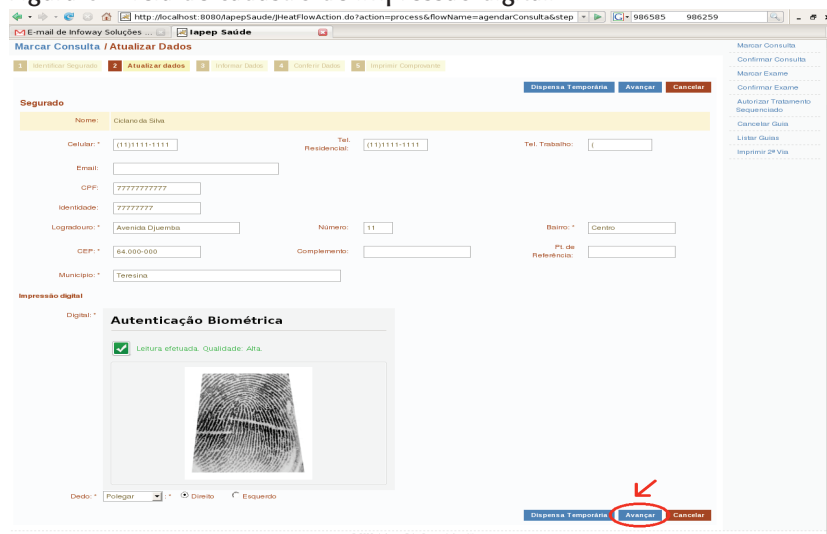 http://localhost:8080/IapepSaude/JHeatFlowAction.do?action=process&flowName=agendarConsulta&step
986585 986259
E-mail de Infoway Soluções ...
Iapep Saúde
Marcar Consulta / Atualizar Dados
1 Identificar Segurado 2 Atualizar dados 3 Informar Dados 4 Conferir Dados 5 Imprimir Comprovante
Dispensa Temporária Avançar Cancelar
Segurado
Nome: Ciclano da Silva
Celular: * (11)1111-1111 Tel. Residencial: (11)1111-1111 Tel. Trabalho: (
Email:
CPF: 77777777777
Identidade: 77777777
Logradouro: * Avenida Djuemba Número: 11 Bairro: * Centro
CEP: * 64.000-000 Complemento: Pt. de Referência:
Município: * Teresina
Impressão digital
Digital: * Autenticação Biométrica
Leitura efetuada. Qualidade: Alta.
Dedo: * Polegar : * Direito Esquerdo
Dispensa Temporária Avançar Cancelar
Marcar Consulta
Confirmar Consulta
Marcar Exame
Confirmar Exame
Autorizar Tratamento
Sequenciado
Cancelar Guia
Listar Guias
Imprimir 2ª Via